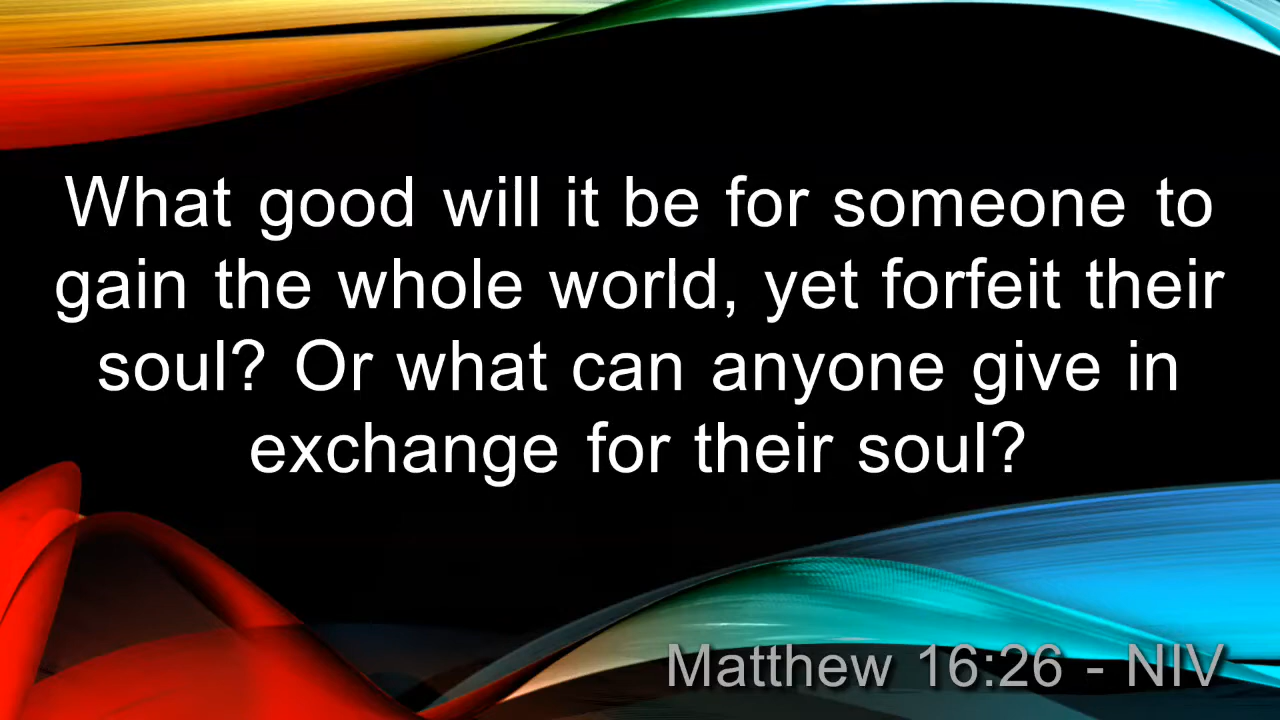 What good will it be for someone to
gain the whole world, yet forfeit their
soul? Or what can anyone give in
exchange for their soul?
Matthew 16:26 - NIV